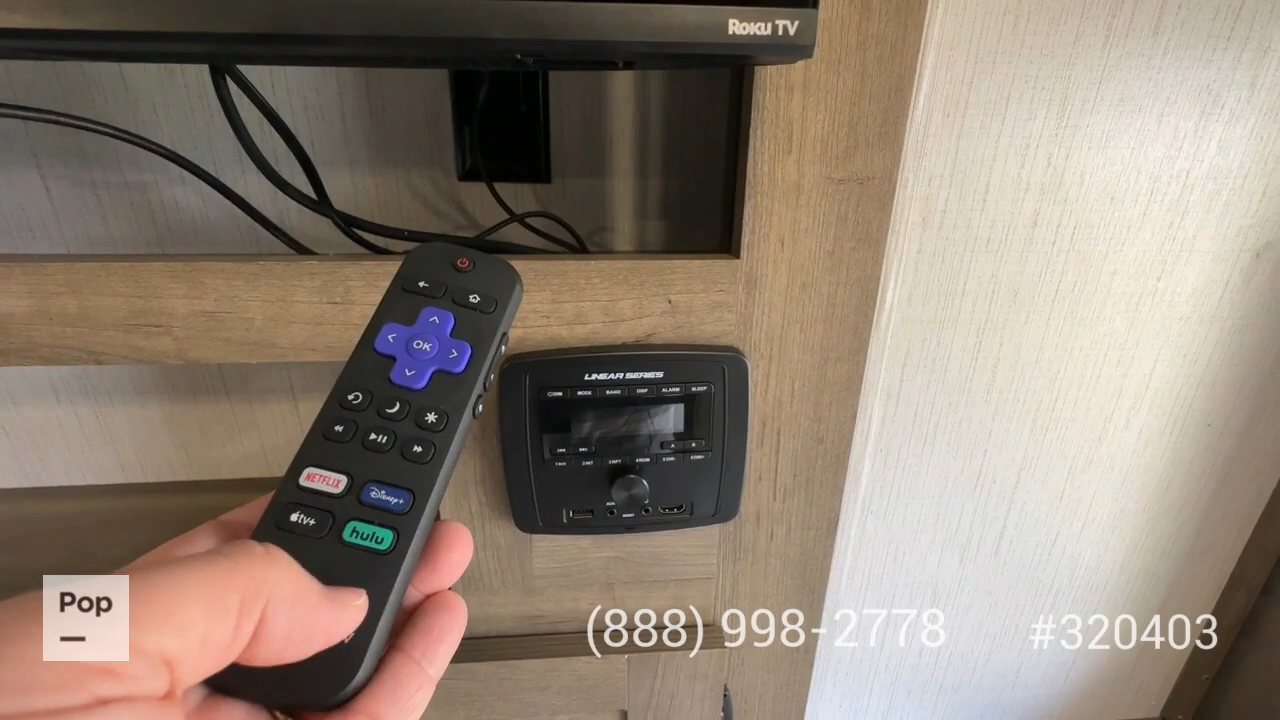 Roku TV
OK
NETFLIX
Disney+
tv+
hulu
LINEAR SERIES
MODE BAND DISP ALARM SLEEP
AUX
Pop
(888) 998-2778
#320403